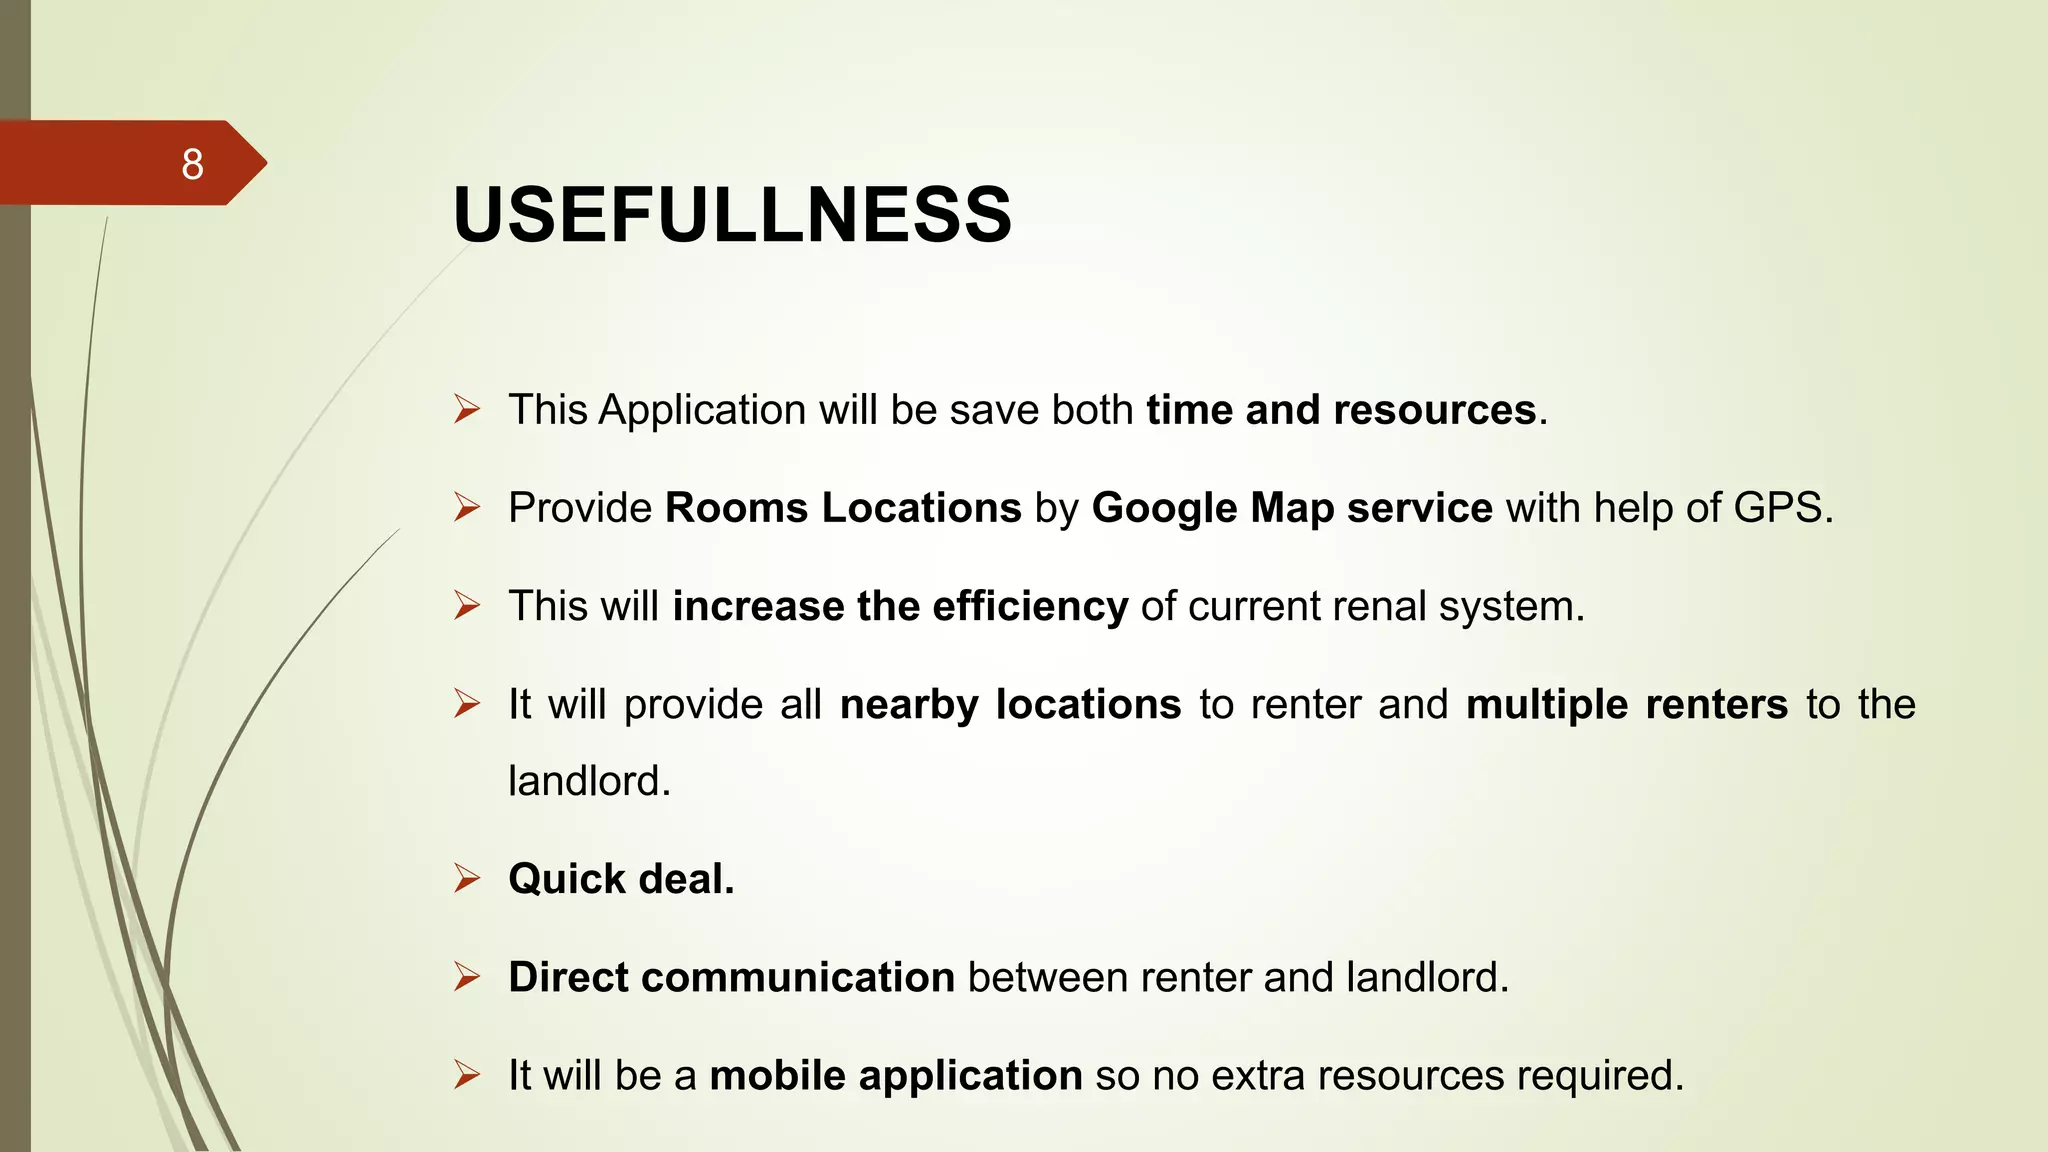 8
USEFULLNESS
This Application will be save both time and resources.
Provide Rooms Locations by Google Map service with help of GPS.
This will increase the efficiency of current renal system.
It will provide all nearby locations to renter and multiple renters to the
landlord.
Quick deal.
Direct communication between renter and landlord.
It will be a mobile application so no extra resources required.